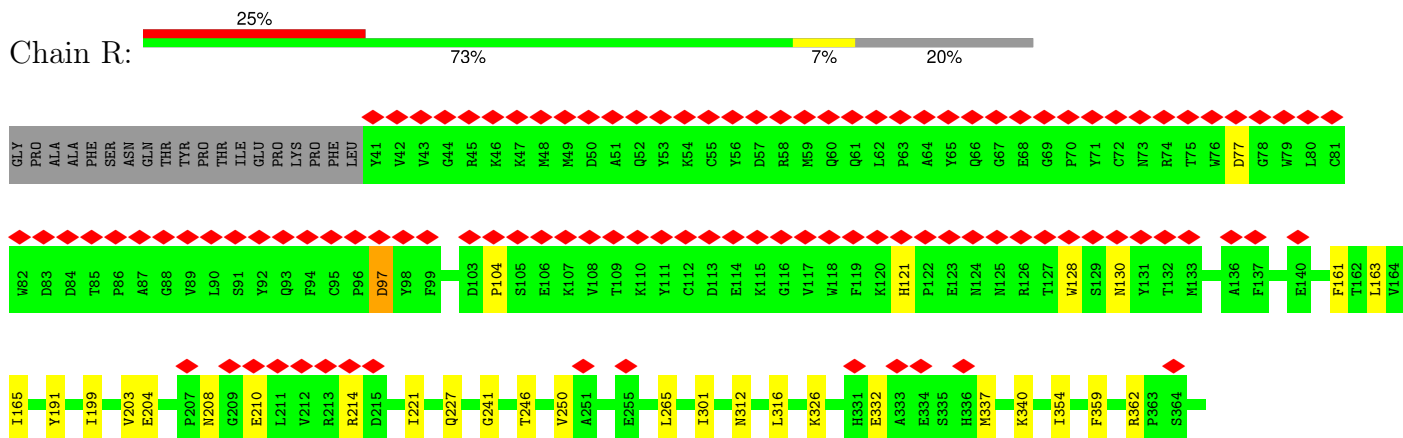 25%
Chain R:
73% 7% 20%
GLY PRO ALA ALA PHE SER ASN GLN THR TYR PRO THR ILE GLU PRO LYS PRO PHE LEU Y41 V42 V43 G44 R45 K46 K47 M48 M49 D50 A51 Q52 Y53 K54 C55 Y56 D57 R58 M59 Q60 Q61 L62 P63 A64 Y65 Q66 G67 E68 G69 P70 Y71 C72 N73 R74 T75 W76 D77 G78 W79 L80 C81
W82 D83 D84 T85 P86 A87 G88 V89 L90 S91 Y92 Q93 F94 C95 P96 D97 Y98 F99 D103 P104 S105 E106 K107 V108 T109 K110 Y111 C112 D113 E114 K115 G116 V117 W118 F119 K120 H121 P122 E123 N124 N125 R126 T127 W128 S129 N130 Y131 T132 M133 A136 F137 E140 F161 T162 L163 V164
I165 Y191 I199 V203 E204 P207 N208 G209 E210 L211 V212 R213 R214 D215 I221 Q227 G241 T246 V250 A251 E255 L265 I301 N312 L316 K326 H331 E332 A333 E334 S335 H336 M337 K340 I354 F359 R362 P363 S364